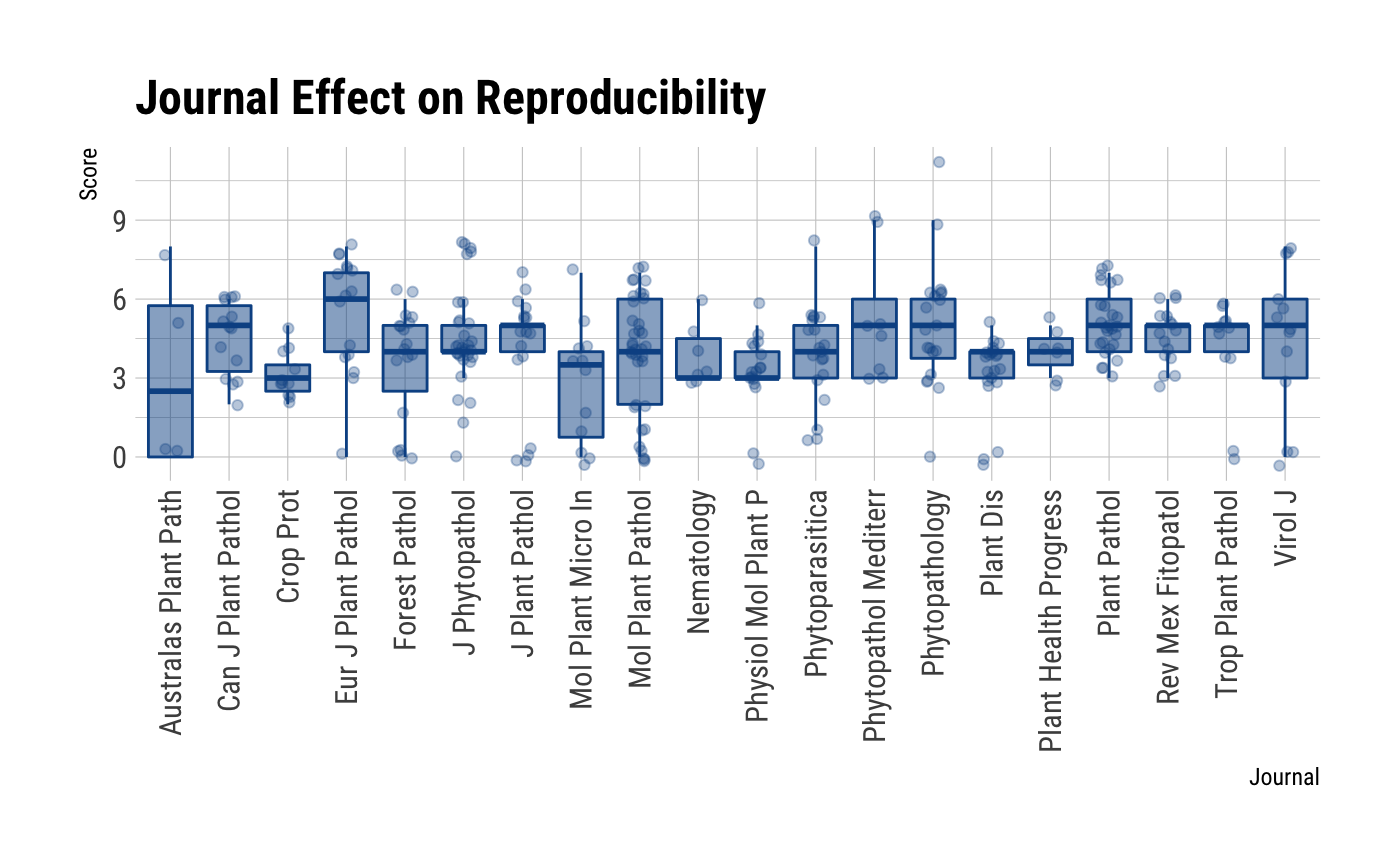 Journal Effect on Reproducibility
Score
9
6
3
0
Australas Plant Path
Can J Plant Pathol
Crop Prot
Eur J Plant Pathol
Forest Pathol
J Phytopathol
J Plant Pathol
Mol Plant Micro In
Mol Plant Pathol
Nematology
Physiol Mol Plant P
Phytoparasitica
Phytopathol Mediterr
Phytopathology
Plant Dis
Plant Health Progress
Plant Pathol
Rev Mex Fitopatol
Trop Plant Pathol
Virol J
Journal